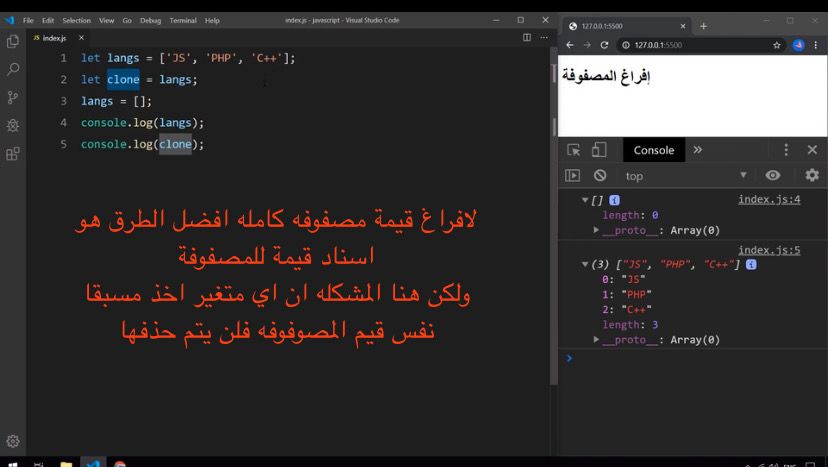 File Edit Selection View Go Debug Terminal Help
index.js - javascript - Visual Studio Code
JS index.js ×
1 let langs = ['JS', 'PHP', 'C++'];
2 let clone = langs;
3 langs = [];
4 console.log(langs);
5 console.log(clone);
لافراغ قيمة مصفوفه كامله افضل الطرق هو
اسناد قيمة للمصفوفة
ولكن هنا المشكله ان اي متغير اخذ مسبقا
نفس قيم المصوفوفه فلن يتم حذفها
127.0.0.1:5500
127.0.0.1:5500
إفراغ المصفوفة
Console
top
[] index.js:4
length: 0
__proto__: Array(0)
index.js:5
(3) ["JS", "PHP", "C++"]
0: "JS"
1: "PHP"
2: "C++"
length: 3
__proto__: Array(0)